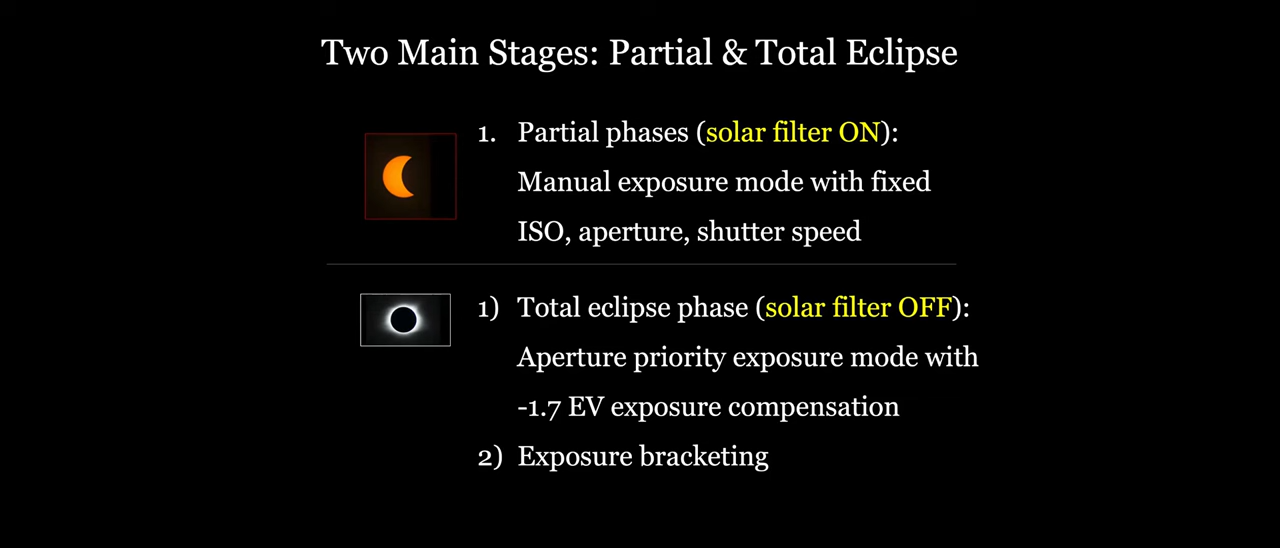 Two Main Stages: Partial & Total Eclipse
1. Partial phases (solar filter ON):
Manual exposure mode with fixed
ISO, aperture, shutter speed
1) Total eclipse phase (solar filter OFF):
Aperture priority exposure mode with
-1.7 EV exposure compensation
2) Exposure bracketing